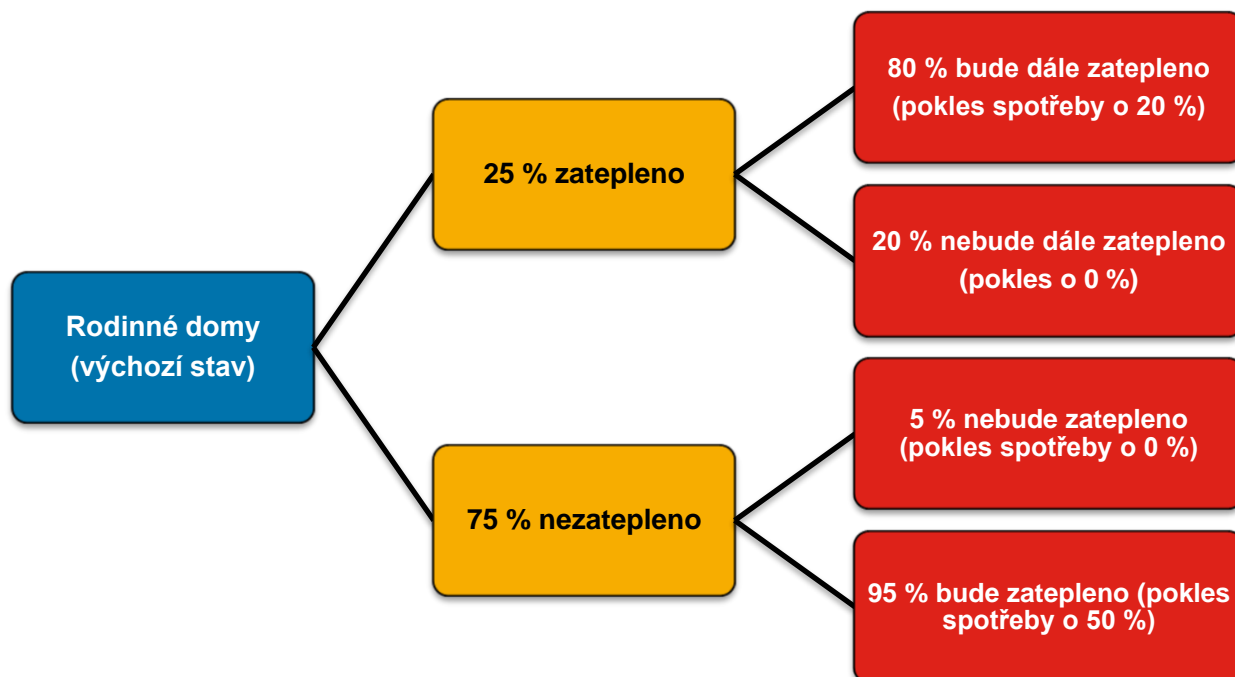 Rodinné domy
(výchozí stav)
25 % zatepleno
75 % nezatepleno
80 % bude dále zatepleno
(pokles spotřeby o 20 %)
20 % nebude dále zatepleno
(pokles o 0 %)
5 % nebude zatepleno
(pokles spotřeby o 0 %)
95 % bude zatepleno (pokles
spotřeby o 50 %)